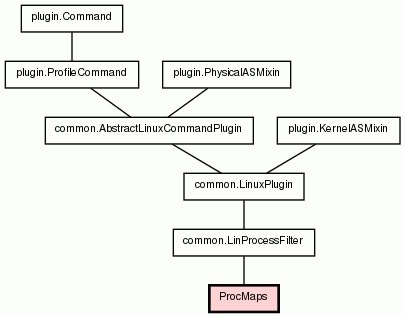 plugin.Command
plugin.ProfileCommand
plugin.PhysicalASMixin
common.AbstractLinuxCommandPlugin
plugin.KernelASMixin
common.LinuxPlugin
common.LinProcessFilter
ProcMaps